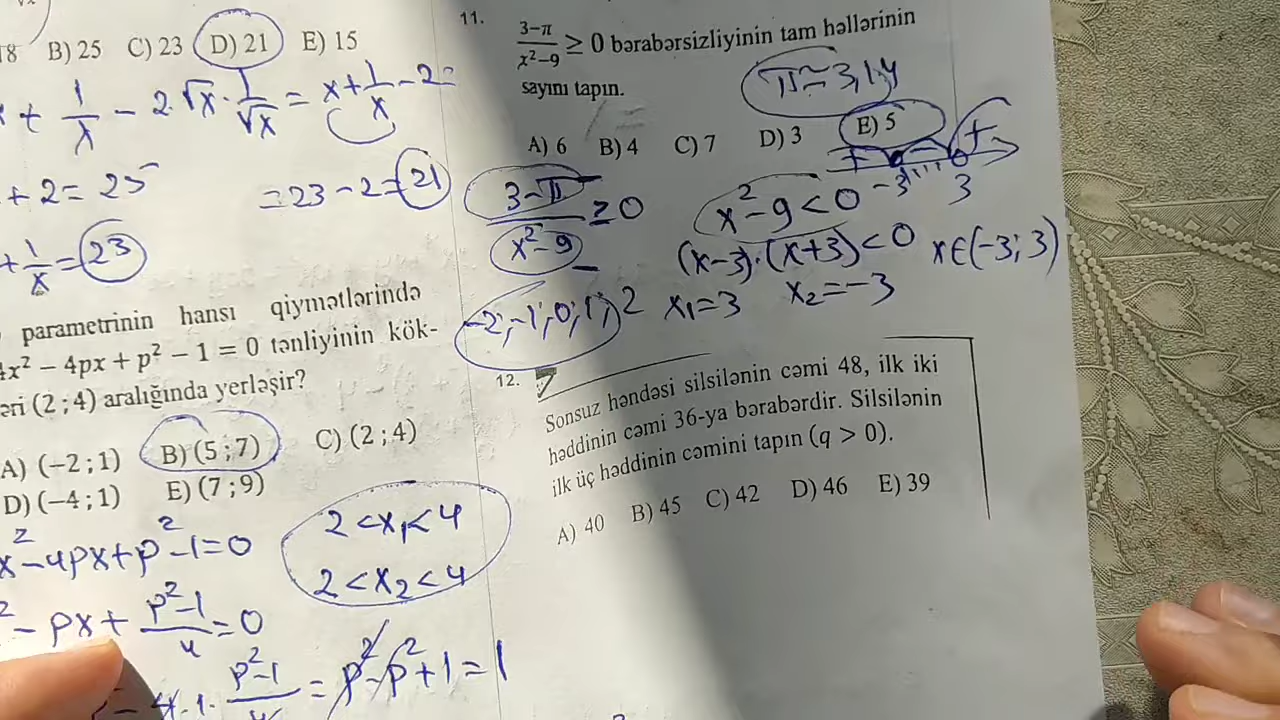 18 B) 25 C) 23 D) 21 E) 15
+ 1/x − 2·√x · 1/√x = x + 1/x − 2 =
+ 2 = 25
= 23 − 2 = 21
+ 1/x = 23
parametrinin hansı qiymətlərində
4x² − 4px + p² − 1 = 0 tənliyinin kök-
əri (2 ; 4) aralığında yerləşir?
A) (−2 ; 1) B) (5 ; 7) C) (2 ; 4)
D) (−4 ; 1) E) (7 ; 9)
x² − 4px + p² − 1 = 0
2 < x₁ < 4
2 < x₂ < 4
− px + (p² − 1)/4 = 0
− 4·1· (p² − 1)/4 = p² − p² + 1 = 1
11.
(3−π)/(x²−9) ≥ 0 bərabərsizliyinin tam həllərinin
sayını tapın.
π ≈ 3,14
A) 6 B) 4 C) 7 D) 3 E) 5
+ − +
−3 3
(3−π)/(x²−9) ≥ 0
x² − 9 < 0
(x−3)·(x+3) < 0 x∈(−3; 3)
−2; −1; 0; 1; 2 x₁=3 x₂=−3
12.
Sonsuz həndəsi silsilənin cəmi 48, ilk iki
həddinin cəmi 36-ya bərabərdir. Silsilənin
ilk üç həddinin cəmini tapın (q > 0).
A) 40 B) 45 C) 42 D) 46 E) 39